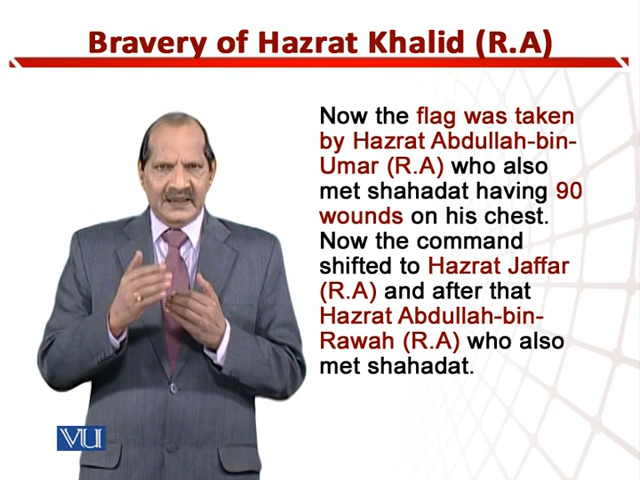 Bravery of Hazrat Khalid (R.A)
Now the flag was taken
by Hazrat Abdullah-bin-
Umar (R.A) who also
met shahadat having 90
wounds on his chest.
Now the command
shifted to Hazrat Jaffar
(R.A) and after that
Hazrat Abdullah-bin-
Rawah (R.A) who also
met shahadat.
VU